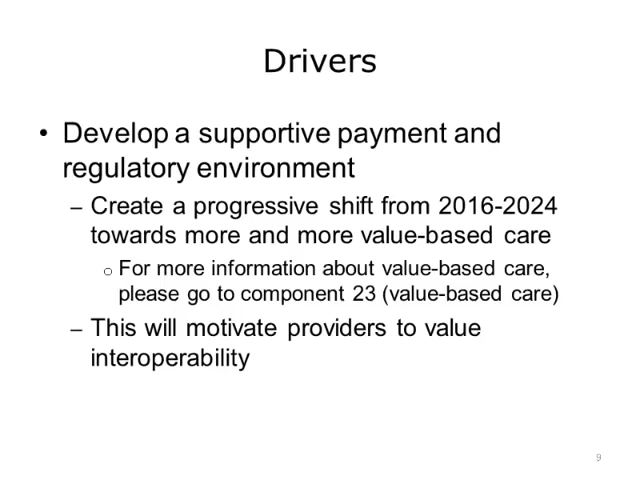 Drivers
• Develop a supportive payment and
regulatory environment
– Create a progressive shift from 2016-2024
towards more and more value-based care
o For more information about value-based care,
please go to component 23 (value-based care)
– This will motivate providers to value
interoperability
9